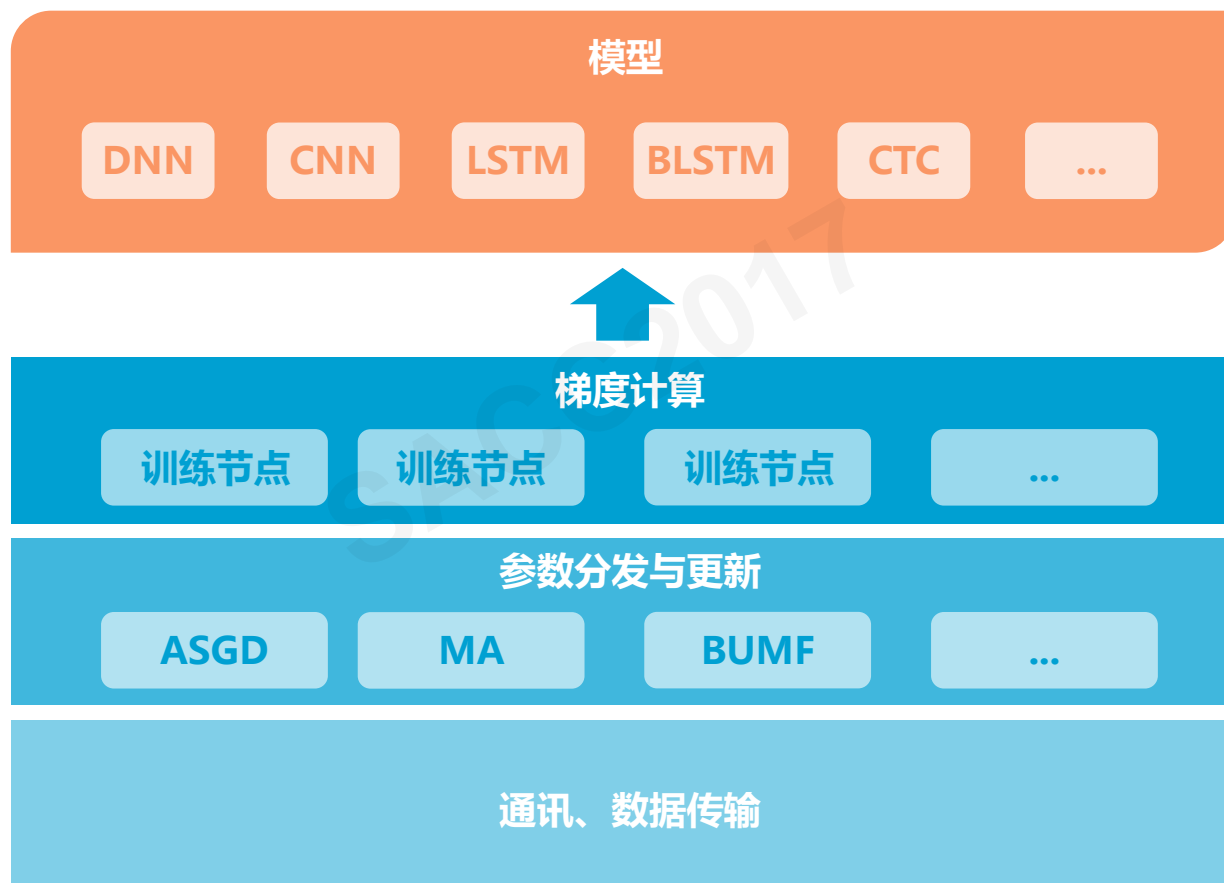 模型
DNN CNN LSTM BLSTM CTC ...
梯度计算
训练节点 训练节点 训练节点 ...
参数分发与更新
ASGD MA BUMF ...
通讯、数据传输
SACC2017